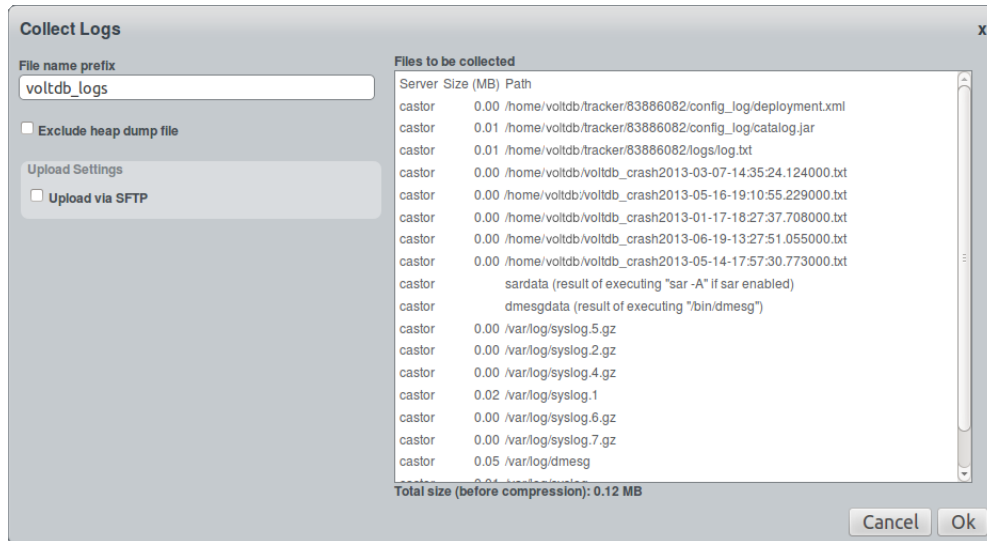 Collect Logs
x
File name prefix
voltdb_logs
Exclude heap dump file
Upload Settings
Upload via SFTP
Files to be collected
Server Size (MB) Path
castor 0.00 /home/voltdb/tracker/83886082/config_log/deployment.xml
castor 0.01 /home/voltdb/tracker/83886082/config_log/catalog.jar
castor 0.01 /home/voltdb/tracker/83886082/logs/log.txt
castor 0.00 /home/voltdb/voltdb_crash2013-03-07-14:35:24.124000.txt
castor 0.00 /home/voltdb/voltdb_crash2013-05-16-19:10:55.229000.txt
castor 0.00 /home/voltdb/voltdb_crash2013-01-17-18:27:37.708000.txt
castor 0.00 /home/voltdb/voltdb_crash2013-06-19-13:27:51.055000.txt
castor 0.00 /home/voltdb/voltdb_crash2013-05-14-17:57:30.773000.txt
castor sardata (result of executing "sar -A" if sar enabled)
castor dmesgdata (result of executing "/bin/dmesg")
castor 0.00 /var/log/syslog.5.gz
castor 0.00 /var/log/syslog.2.gz
castor 0.00 /var/log/syslog.4.gz
castor 0.02 /var/log/syslog.1
castor 0.00 /var/log/syslog.6.gz
castor 0.00 /var/log/syslog.7.gz
castor 0.05 /var/log/dmesg
Total size (before compression): 0.12 MB
Cancel Ok